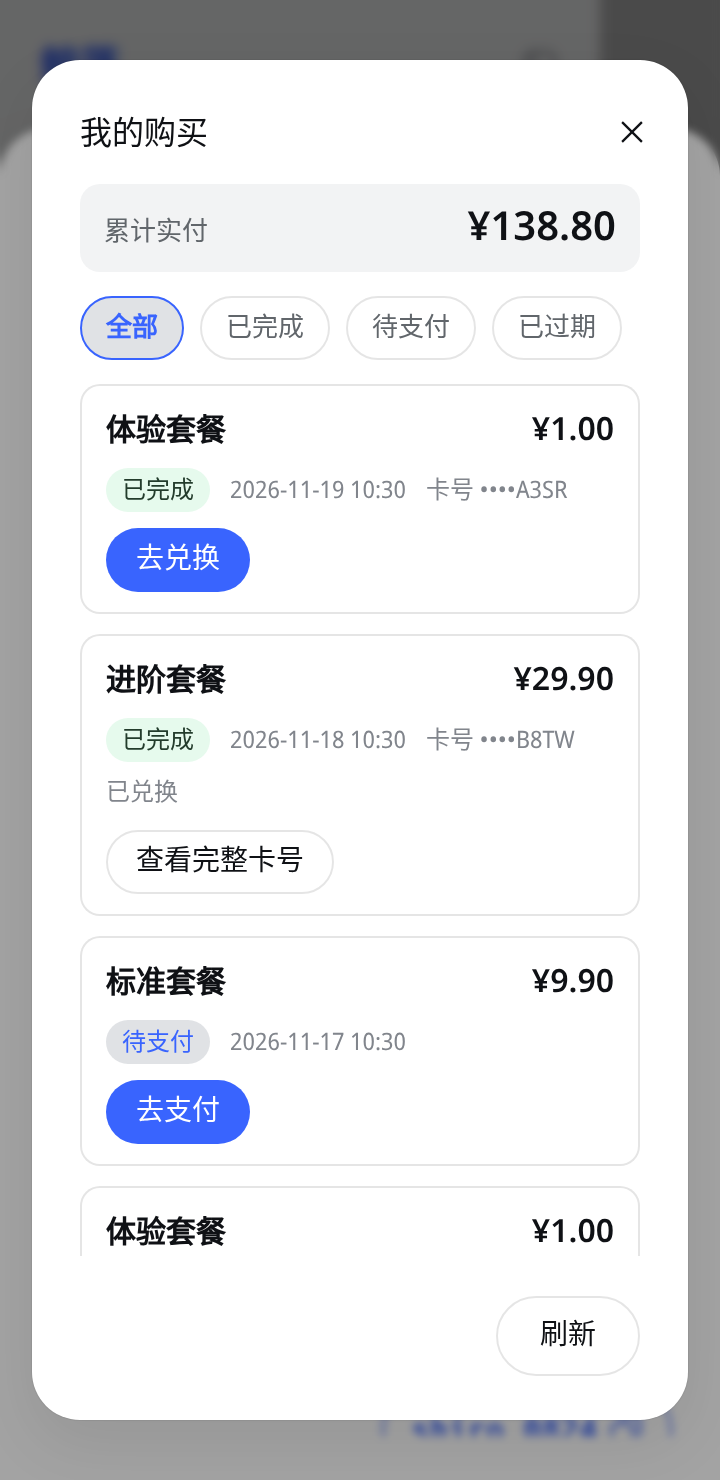 我的购买
累计实付 ¥138.80
全部 已完成 待支付 已过期
体验套餐 ¥1.00
已完成 2026-11-19 10:30 卡号 ••••A3SR
去兑换
进阶套餐 ¥29.90
已完成 2026-11-18 10:30 卡号 ••••B8TW
已兑换
查看完整卡号
标准套餐 ¥9.90
待支付 2026-11-17 10:30
去支付
体验套餐 ¥1.00
刷新